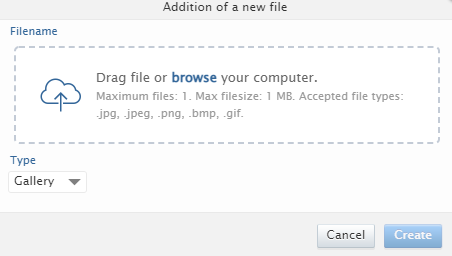 Addition of a new file
Filename
Drag file or browse your computer.
Maximum files: 1. Max filesize: 1 MB. Accepted file types:
.jpg, .jpeg, .png, .bmp, .gif.
Type
Gallery
Cancel Create